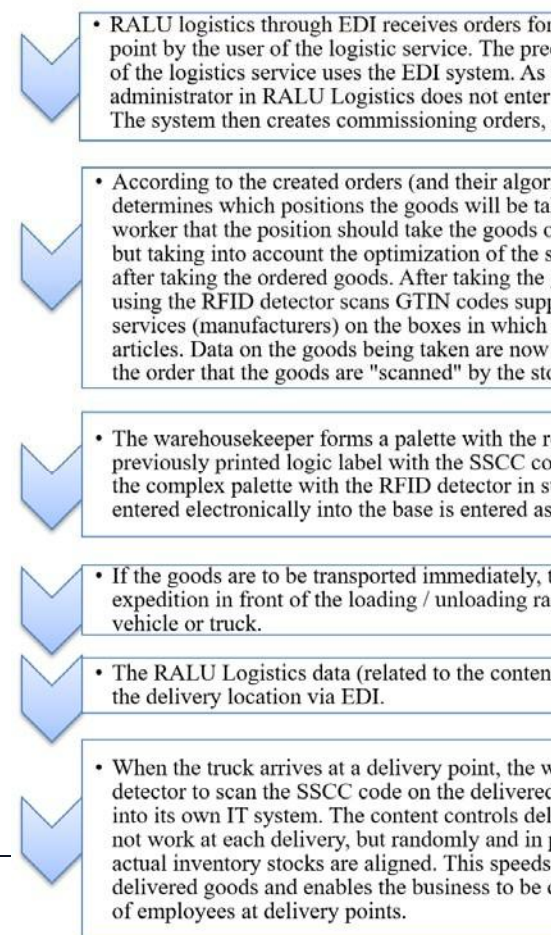 • RALU logistics through EDI receives orders for
point by the user of the logistic service. The
of the logistics service uses the EDI system. As
administrator in RALU Logistics does not enter
The system then creates commissioning orders,
• According to the created orders (and their
determines which positions the goods will be
worker that the position should take the goods
but taking into account the optimization of the
after taking the ordered goods. After taking the
using the RFID detector scans GTIN codes
services (manufacturers) on the boxes in which
articles. Data on the goods being taken are now
the order that the goods are "scanned" by the
• The warehousekeeper forms a palette with the
previously printed logic label with the SSCC
the complex palette with the RFID detector in
entered electronically into the base is entered as
• If the goods are to be transported immediately,
expedition in front of the loading / unloading
vehicle or truck.
• The RALU Logistics data (related to the
the delivery location via EDI.
• When the truck arrives at a delivery point, the
detector to scan the SSCC code on the delivered
into its own IT system. The content controls
not work at each delivery, but randomly and in
actual inventory stocks are aligned. This speeds
delivered goods and enables the business to be
of employees at delivery points.